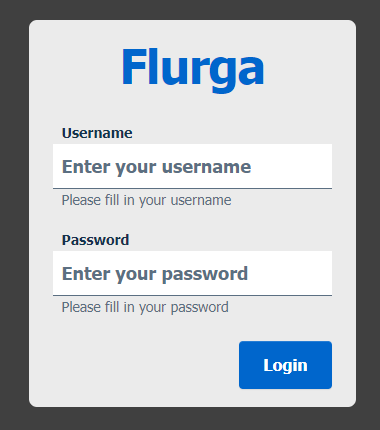 Flurga
Username
Enter your username
Please fill in your username
Password
Enter your password
Please fill in your password
Login